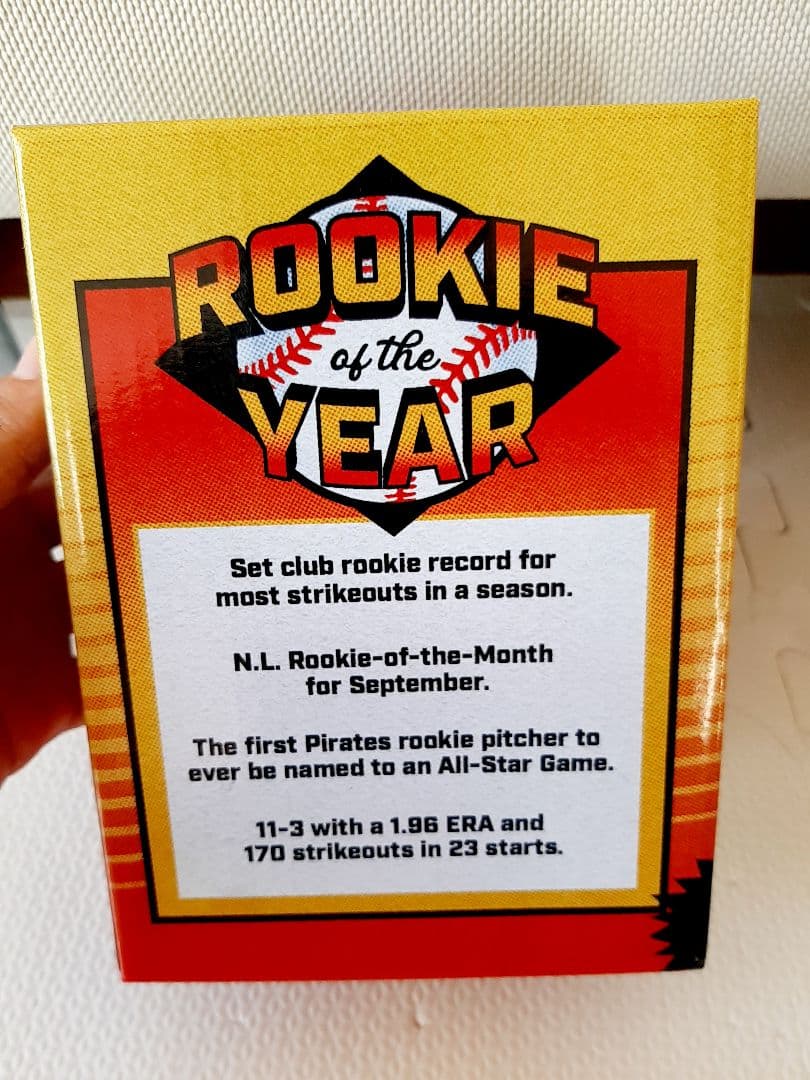 ROOKIE
of the
YEAR
Set club rookie record for
most strikeouts in a season.
N.L. Rookie-of-the-Month
for September.
The first Pirates rookie pitcher to
ever be named to an All-Star Game.
11-3 with a 1.96 ERA and
170 strikeouts in 23 starts.